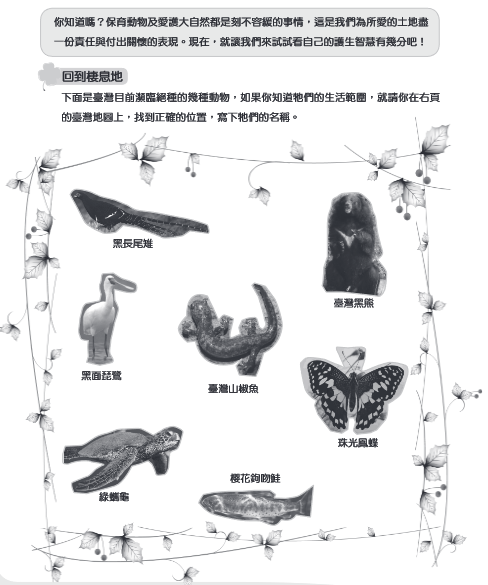 你知道嗎？保育動物及愛護大自然都是刻不容緩的事情，這是我們為所愛的土地盡
一份責任與付出關懷的表現。現在，就讓我們來試試看自己的護生智慧有幾分吧！
回到棲息地
下面是臺灣目前瀕臨絕種的幾種動物，如果你知道牠們的生活範圍，就請你在右頁
的臺灣地圖上，找到正確的位置，寫下牠們的名稱。
黑長尾雉
臺灣黑熊
黑面琵鷺
臺灣山椒魚
珠光鳳蝶
綠蠵龜
櫻花鉤吻鮭